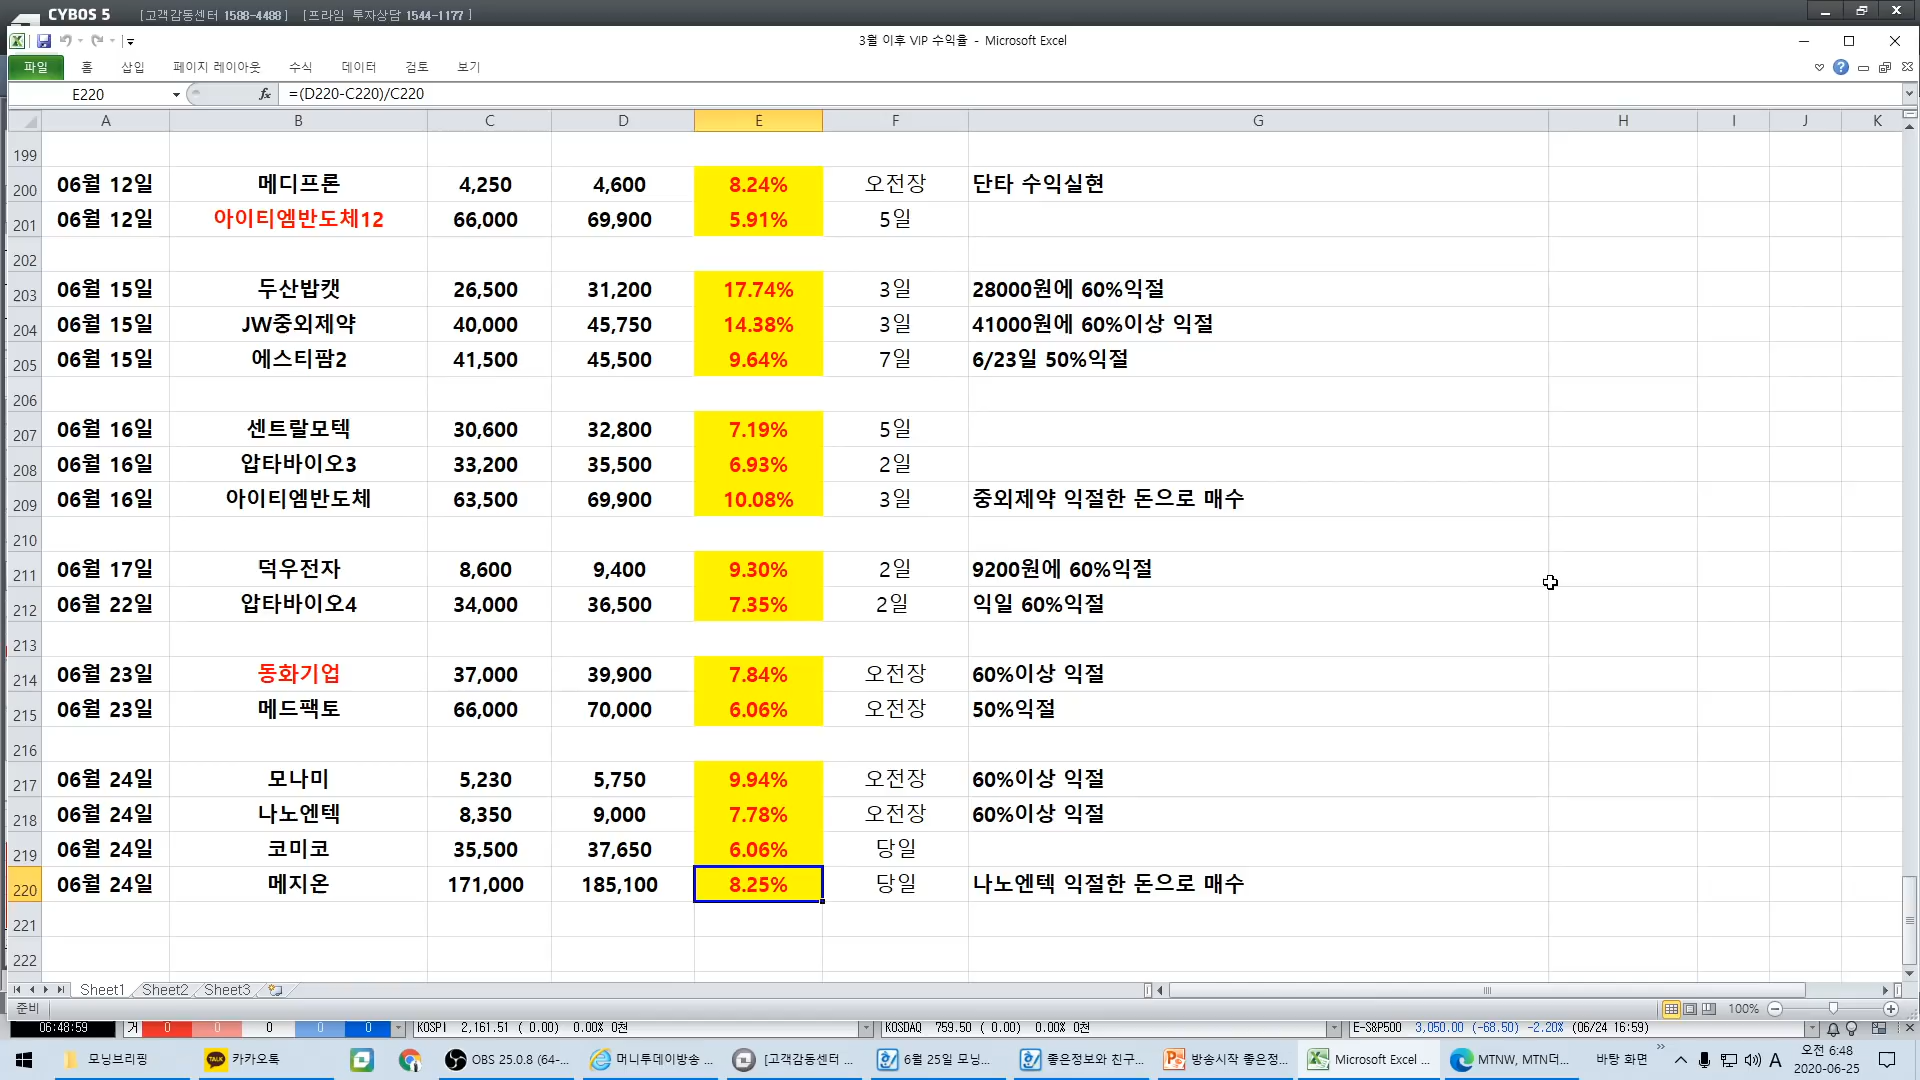 CYBOS 5 [고객감동센터 1588-4488] [프라임 투자상담 1544-1177]
3월 이후 VIP 수익율 - Microsoft Excel
파일 홈 삽입 페이지 레이아웃 수식 데이터 검토 보기
E220 fx =(D220-C220)/C220
A B C D E F G H I J K
199
200 06월 12일 메디프론 4,250 4,600 8.24% 오전장 단타 수익실현
201 06월 12일 아이티엠반도체12 66,000 69,900 5.91% 5일
202
203 06월 15일 두산밥캣 26,500 31,200 17.74% 3일 28000원에 60%익절
204 06월 15일 JW중외제약 40,000 45,750 14.38% 3일 41000원에 60%이상 익절
205 06월 15일 에스티팜2 41,500 45,500 9.64% 7일 6/23일 50%익절
206
207 06월 16일 센트랄모텍 30,600 32,800 7.19% 5일
208 06월 16일 압타바이오3 33,200 35,500 6.93% 2일
209 06월 16일 아이티엠반도체 63,500 69,900 10.08% 3일 중외제약 익절한 돈으로 매수
210
211 06월 17일 덕우전자 8,600 9,400 9.30% 2일 9200원에 60%익절
212 06월 22일 압타바이오4 34,000 36,500 7.35% 2일 익일 60%익절
213
214 06월 23일 동화기업 37,000 39,900 7.84% 오전장 60%이상 익절
215 06월 23일 메드팩토 66,000 70,000 6.06% 오전장 50%익절
216
217 06월 24일 모나미 5,230 5,750 9.94% 오전장 60%이상 익절
218 06월 24일 나노엔텍 8,350 9,000 7.78% 오전장 60%이상 익절
219 06월 24일 코미코 35,500 37,650 6.06% 당일
220 06월 24일 메지온 171,000 185,100 8.25% 당일 나노엔텍 익절한 돈으로 매수
221
222
Sheet1 Sheet2 Sheet3
준비 100%
06:48:59 거 0 0 0 0 0 KOSPI 2,161.51 ( 0.00) 0.00% 0천 KOSDAQ 759.50 ( 0.00) 0.00% 0천 E-S&P500 3,050.00 (-68.50) -2.20% (06/24 16:59)
모닝브리핑 TALK 카카오톡 OBS 25.0.8 (64-... 머니투데이방송 ... [고객감동센터 ... 6월 25일 모닝... 좋은정보와 친구... 방송시작 좋은정... Microsoft Excel ... MTNW, MTN더... 바탕 화면 A 오전 6:48
2020-06-25